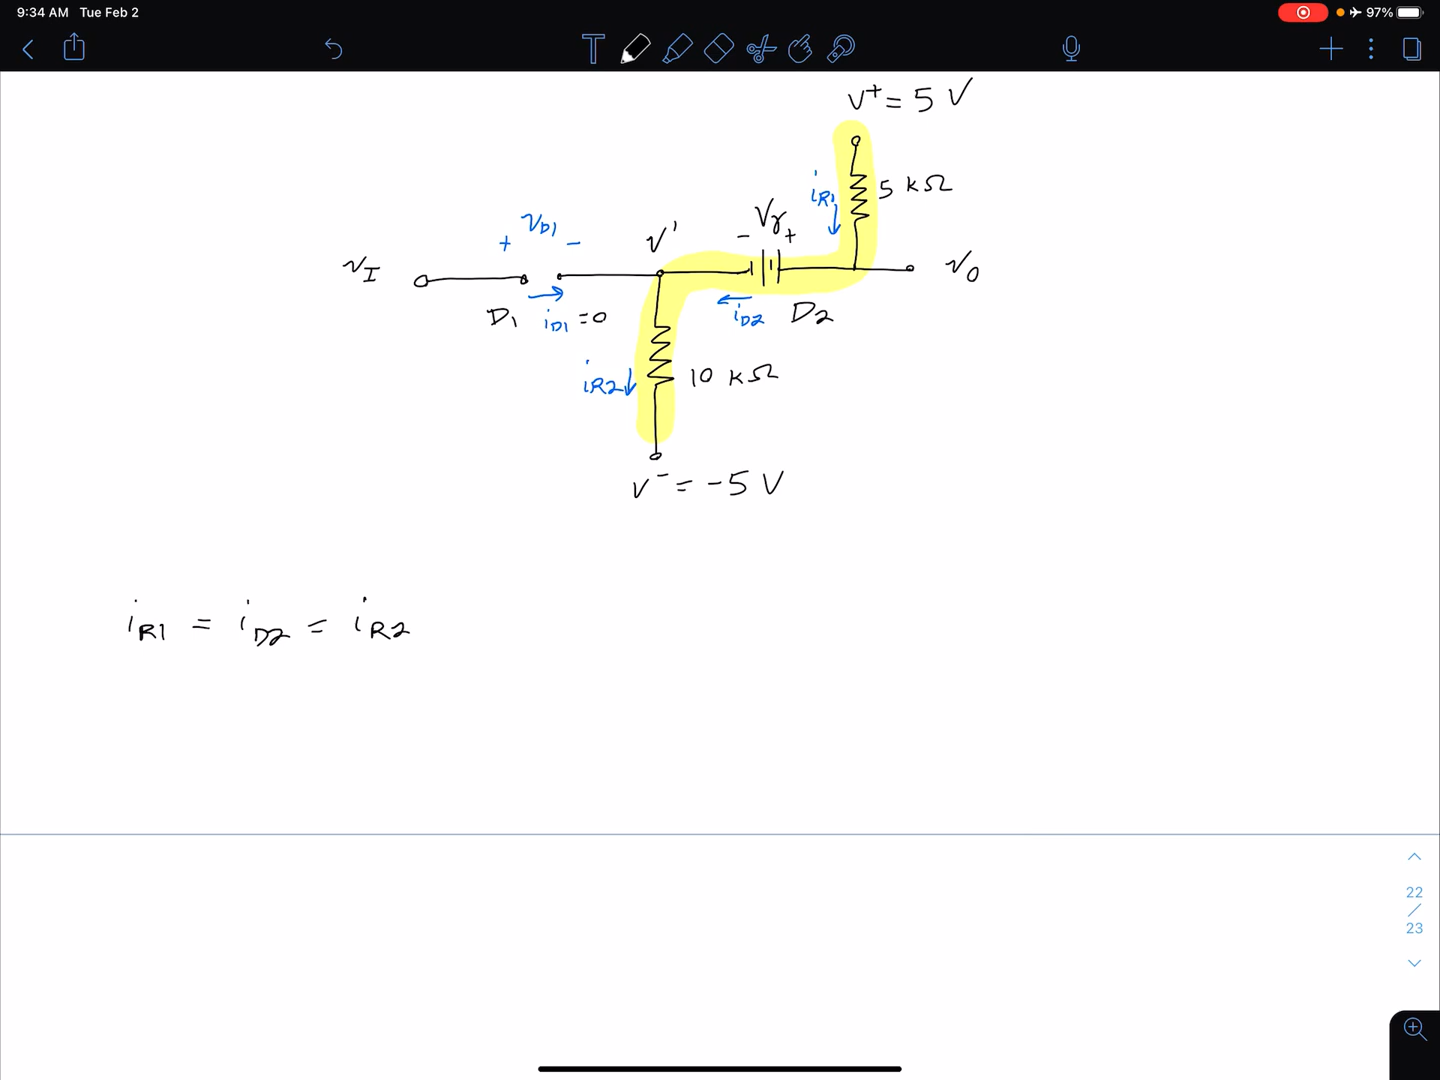 9:34 AM Tue Feb 2
97%
T
V+ = 5 V
iR1
5 kΩ
vD1
+ -
v'
Vγ
- +
vI
vO
D1
iD1 = 0
iD2
D2
iR2
10 kΩ
V- = -5 V
iR1 = iD2 = iR2
22
/
23